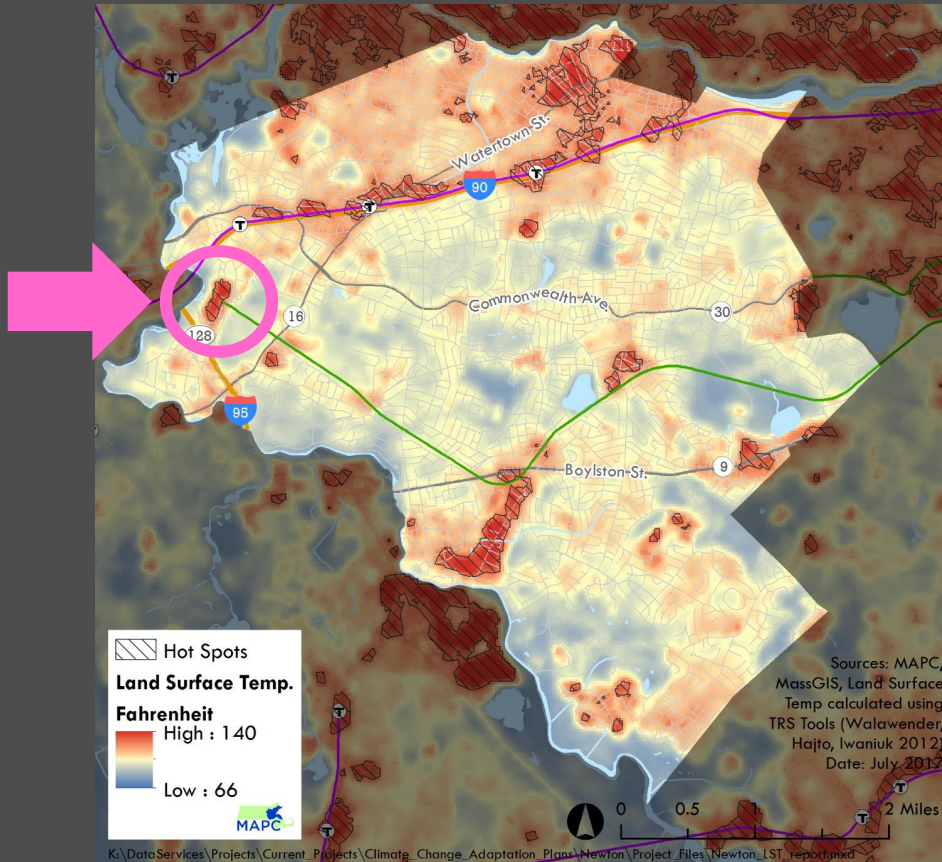 T
Watertown St.
90
T
T
T
Commonwealth Ave.
30
16
128
95
Boylston St.
9
Hot Spots
Land Surface Temp.
Fahrenheit
High : 140
Low : 66
MAPC
Sources: MAPC,
MassGIS, Land Surface
Temp calculated using
TRS Tools (Walawender,
Hajto, Iwaniuk 2012)
Date: July 2012
T
T
T
T
0 0.5 1 2 Miles
K:\DataServices\Projects\Current_Projects\Climate_Change_Adaptation_Plans\Newton\Project_Files\Newton_LST_report.mxd